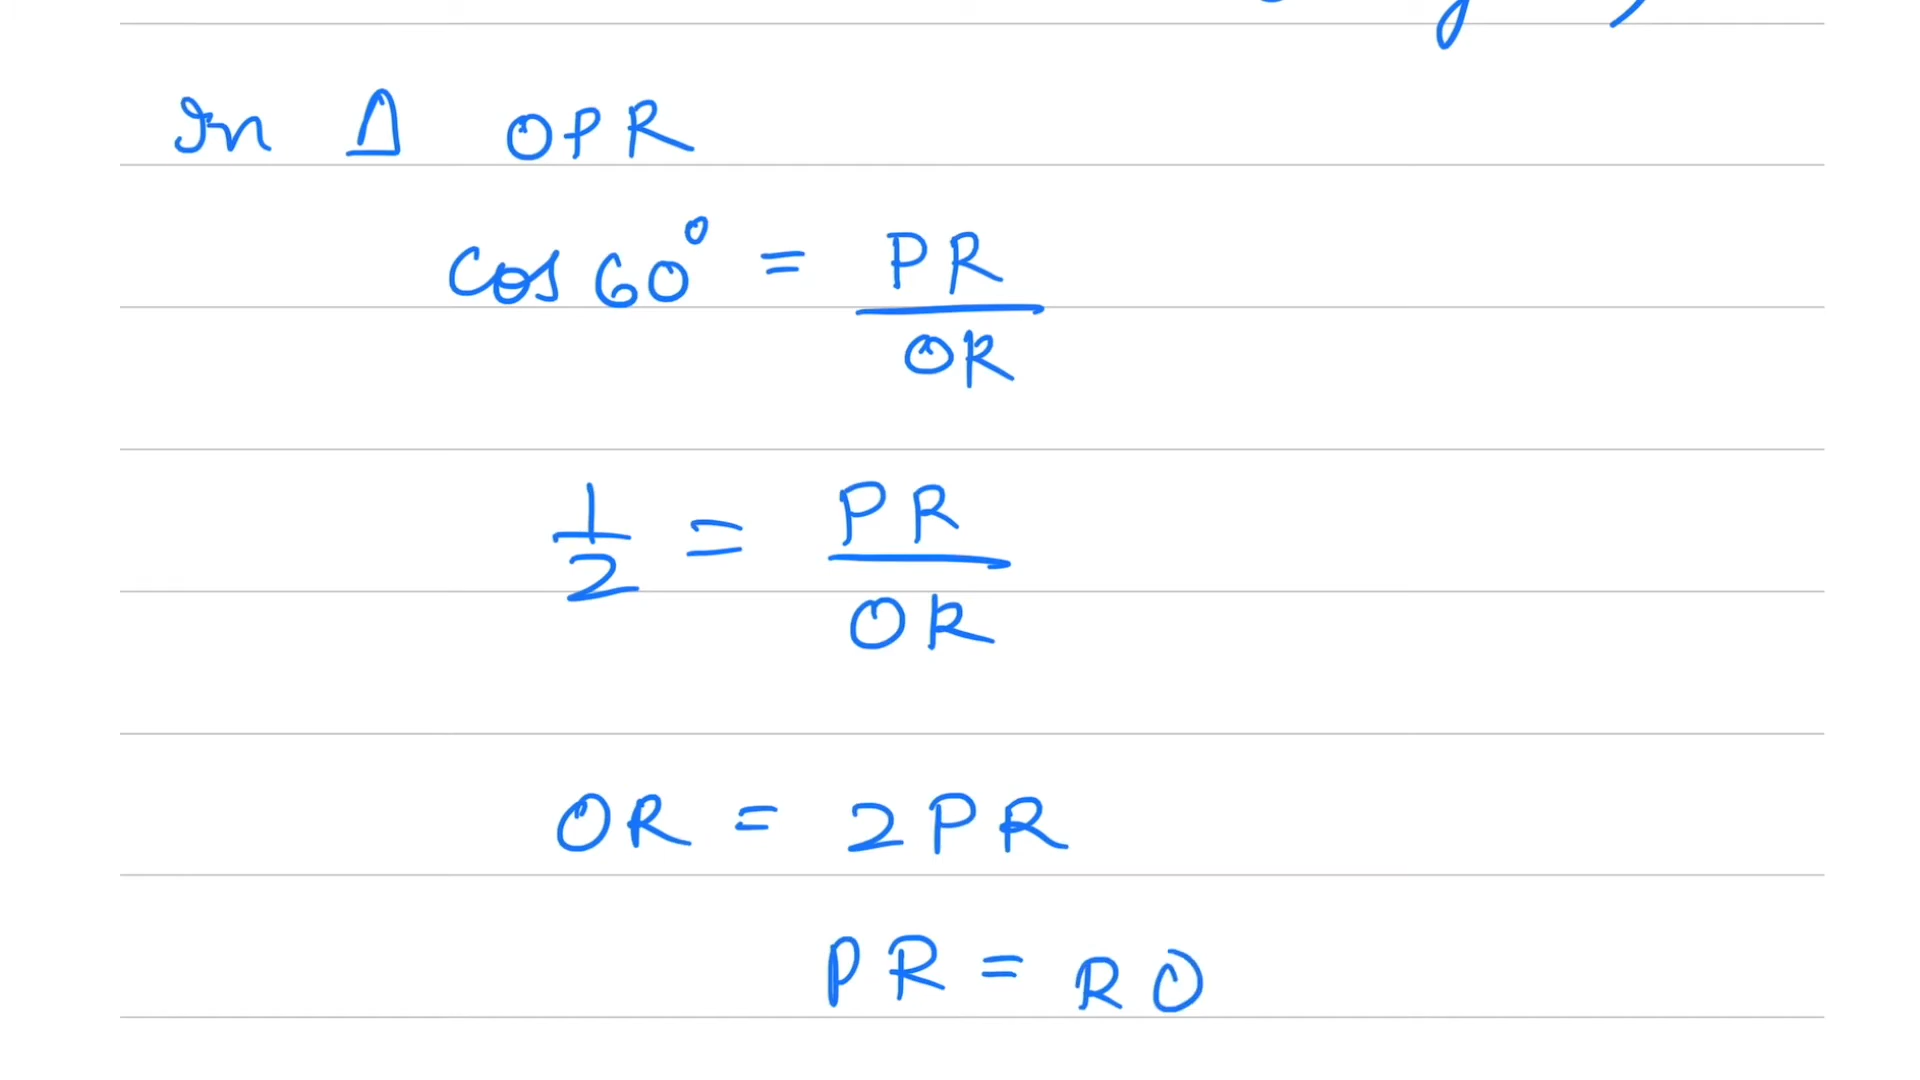 In Δ OPR
cos 60° = PR/OR
1/2 = PR/OR
OR = 2PR
PR = RO